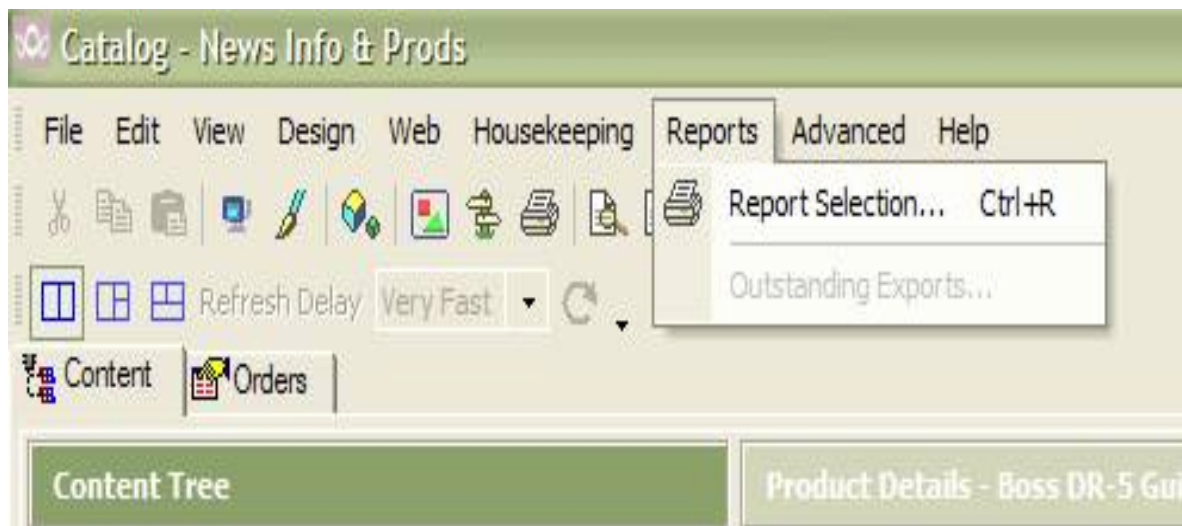 Catalog - News Info & Prods
File Edit View Design Web Housekeeping Reports Advanced Help
Report Selection... Ctrl+R
Outstanding Exports...
Refresh Delay Very Fast
Content Orders
Content Tree
Product Details - Boss DR-5 Gui